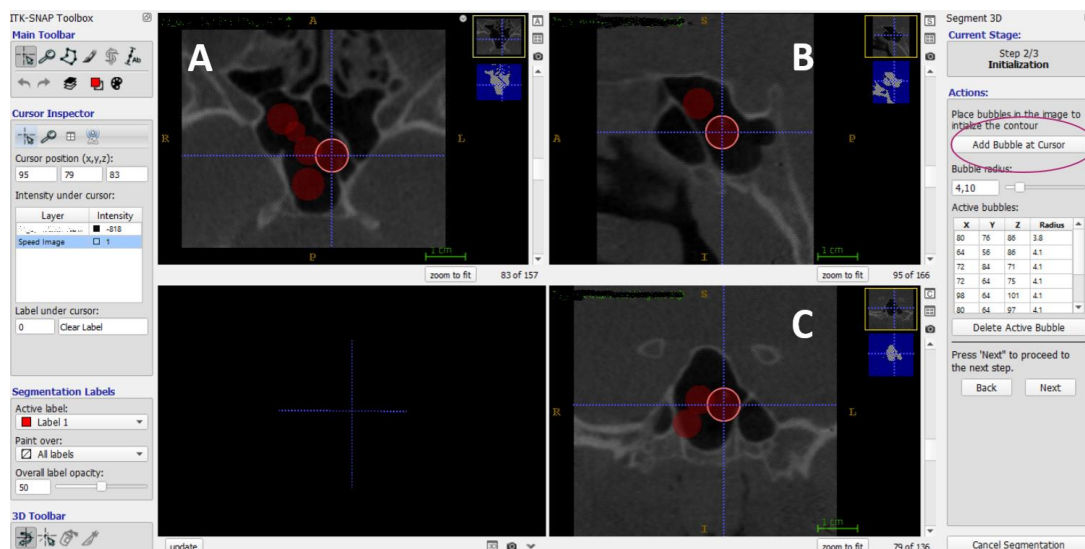 ITK-SNAP Toolbox
Main Toolbar
Cursor Inspector
Cursor position (x,y,z):
95 79 83
Intensity under cursor:
Layer Intensity
-818
Speed Image 1
Label under cursor:
0 Clear Label
Segmentation Labels
Active label:
Label 1
Paint over:
All labels
Overall label opacity:
50
3D Toolbar
A
A
R
L
P
1 cm
zoom to fit 83 of 157
A
S
B
A
P
I
1 cm
zoom to fit 95 of 166
S
update
S
C
R
L
I
1 cm
zoom to fit 79 of 136
C
Segment 3D
Current Stage:
Step 2/3
Initialization
Actions:
Place bubbles in the image to
intialize the contour
Add Bubble at Cursor
Bubble radius:
4,10
Active bubbles:
X Y Z Radius
80 76 86 3.8
64 56 86 4.1
72 84 71 4.1
72 64 75 4.1
98 64 101 4.1
80 64 97 4.1
Delete Active Bubble
Press 'Next" to proceed to
the next step.
Back Next
Cancel Segmentation